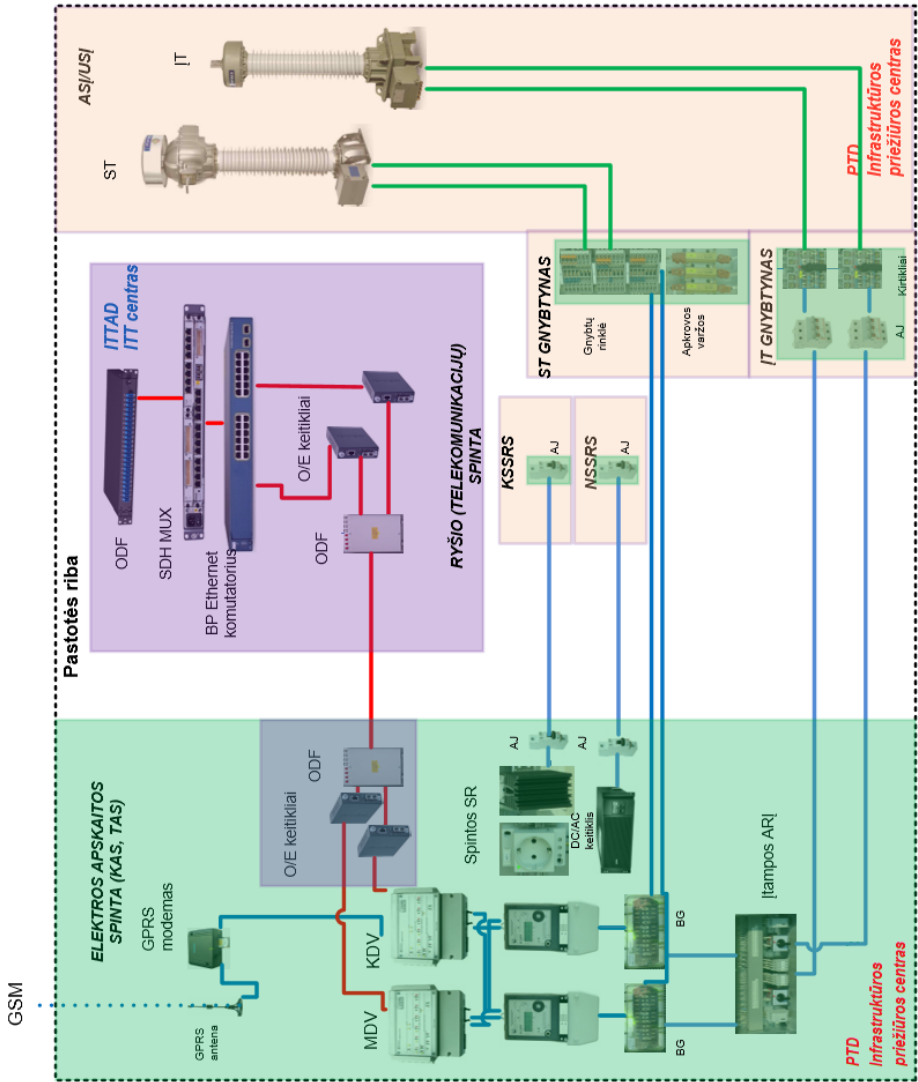 GSM
Pastotės riba
ASĮ/USĮ
ĮT
ST
PTD
Infrastruktūros
priežiūros centras
ITTAD
ITT centras
ODF
SDH MUX
BP Ethernet
komutatorius
O/E keitikliai
ODF
RYŠIO (TELEKOMUNIKACIJŲ)
SPINTA
ST GNYBTYNAS
Gnybtų
rinklė
Apkrovos
varžos
ĮT GNYBTYNAS
AJ
Kirtikliai
KSSRS
AJ
NSSRS
AJ
ELEKTROS APSKAITOS
SPINTA (KAS, TAS)
GPRS
modemas
GPRS
antena
O/E keitikliai
ODF
Spintos SR
AJ
DC/AC
keitiklis
AJ
KDV
MDV
BG
BG
Įtampos ARĮ
PTD
Infrastruktūros
priežiūros centras